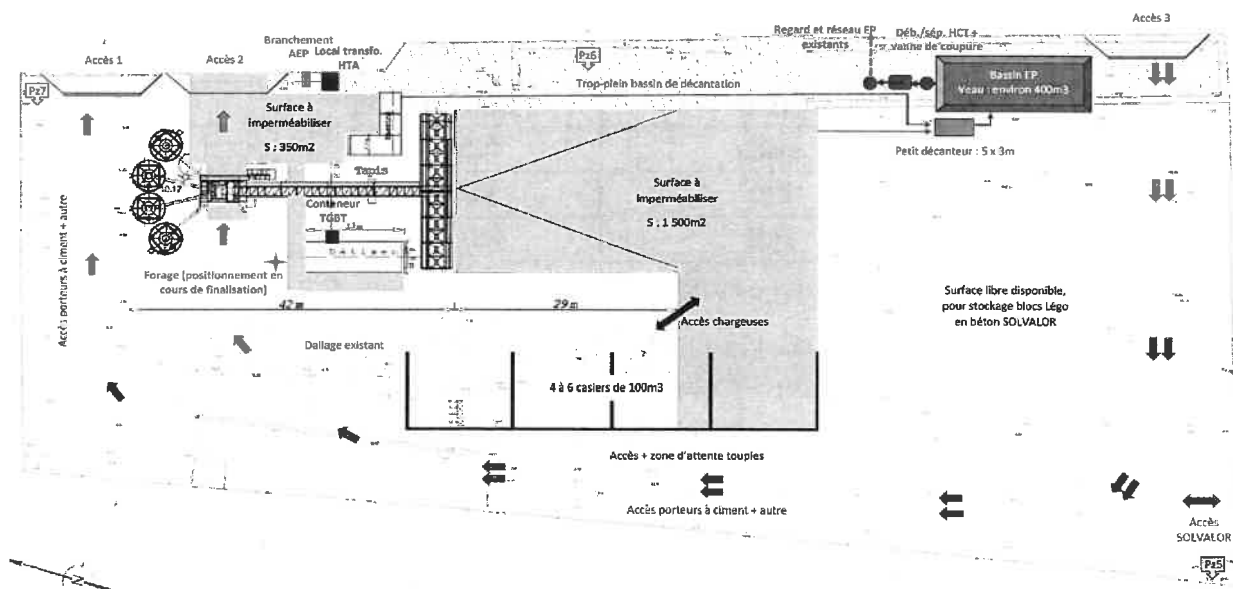 Accès 1
Accès 2
Branchement
AEP
Local transfo.
HTA
Pz6
Regard et réseau EP
existants
Déb./sép. HCT +
vanne de coupure
Accès 3
Pz7
Trop-plein bassin de décantation
Bassin EP
Veau : environ 400m3
Surface à
imperméabiliser
S : 350m2
Petit décanteur : 5 x 3m
Tapis
Surface à
imperméabiliser
S : 1 500m2
Conteneur
TGBT
Accès porteurs à ciment + autre
Forage (positionnement en
cours de finalisation)
42 m
29 m
Surface libre disponible,
pour stockage blocs Légo
en béton SOLVALOR
Accès chargeuses
Dallage existant
4 à 6 casiers de 100m3
Accès + zone d'attente toupies
Accès porteurs à ciment + autre
Accès
SOLVALOR
Pz5
N